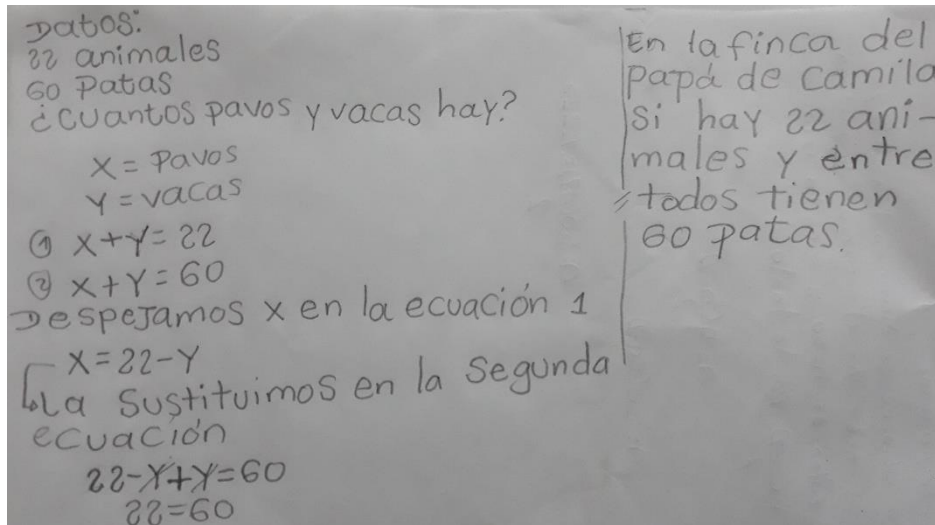 Datos:
22 animales
60 Patas
¿cuantos pavos y vacas hay?
X = Pavos
Y = vacas
① X+Y=22
② X+Y=60
Despejamos x en la ecuación 1
X=22-Y
La sustituimos en la segunda
ecuación
22-Y+Y=60
22=60
En la finca del
papá de camila
si hay 22 ani-
males y entre
todos tienen
60 patas.